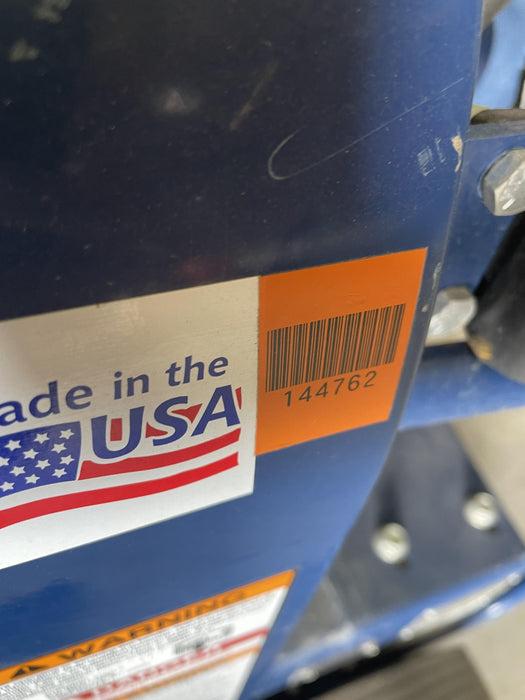 ade in the
USA
144762
WARNING